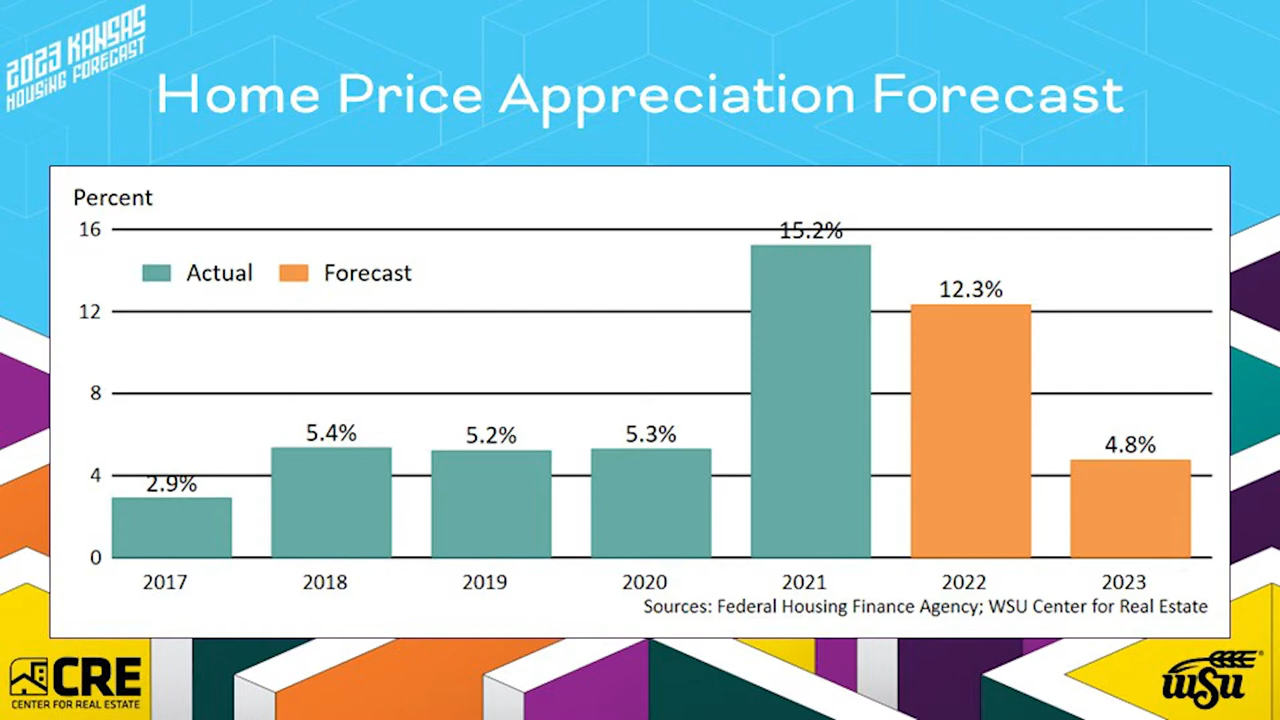 2023 KANSAS
HOUSING FORECAST
Home Price Appreciation Forecast
Percent
16
15.2%
Actual
Forecast
12.3%
12
8
5.4%
5.2%
5.3%
4.8%
4
2.9%
0
2017
2018
2019
2020
2021
2022
2023
Sources: Federal Housing Finance Agency; WSU Center for Real Estate
CRE
CENTER FOR REAL ESTATE
WSU